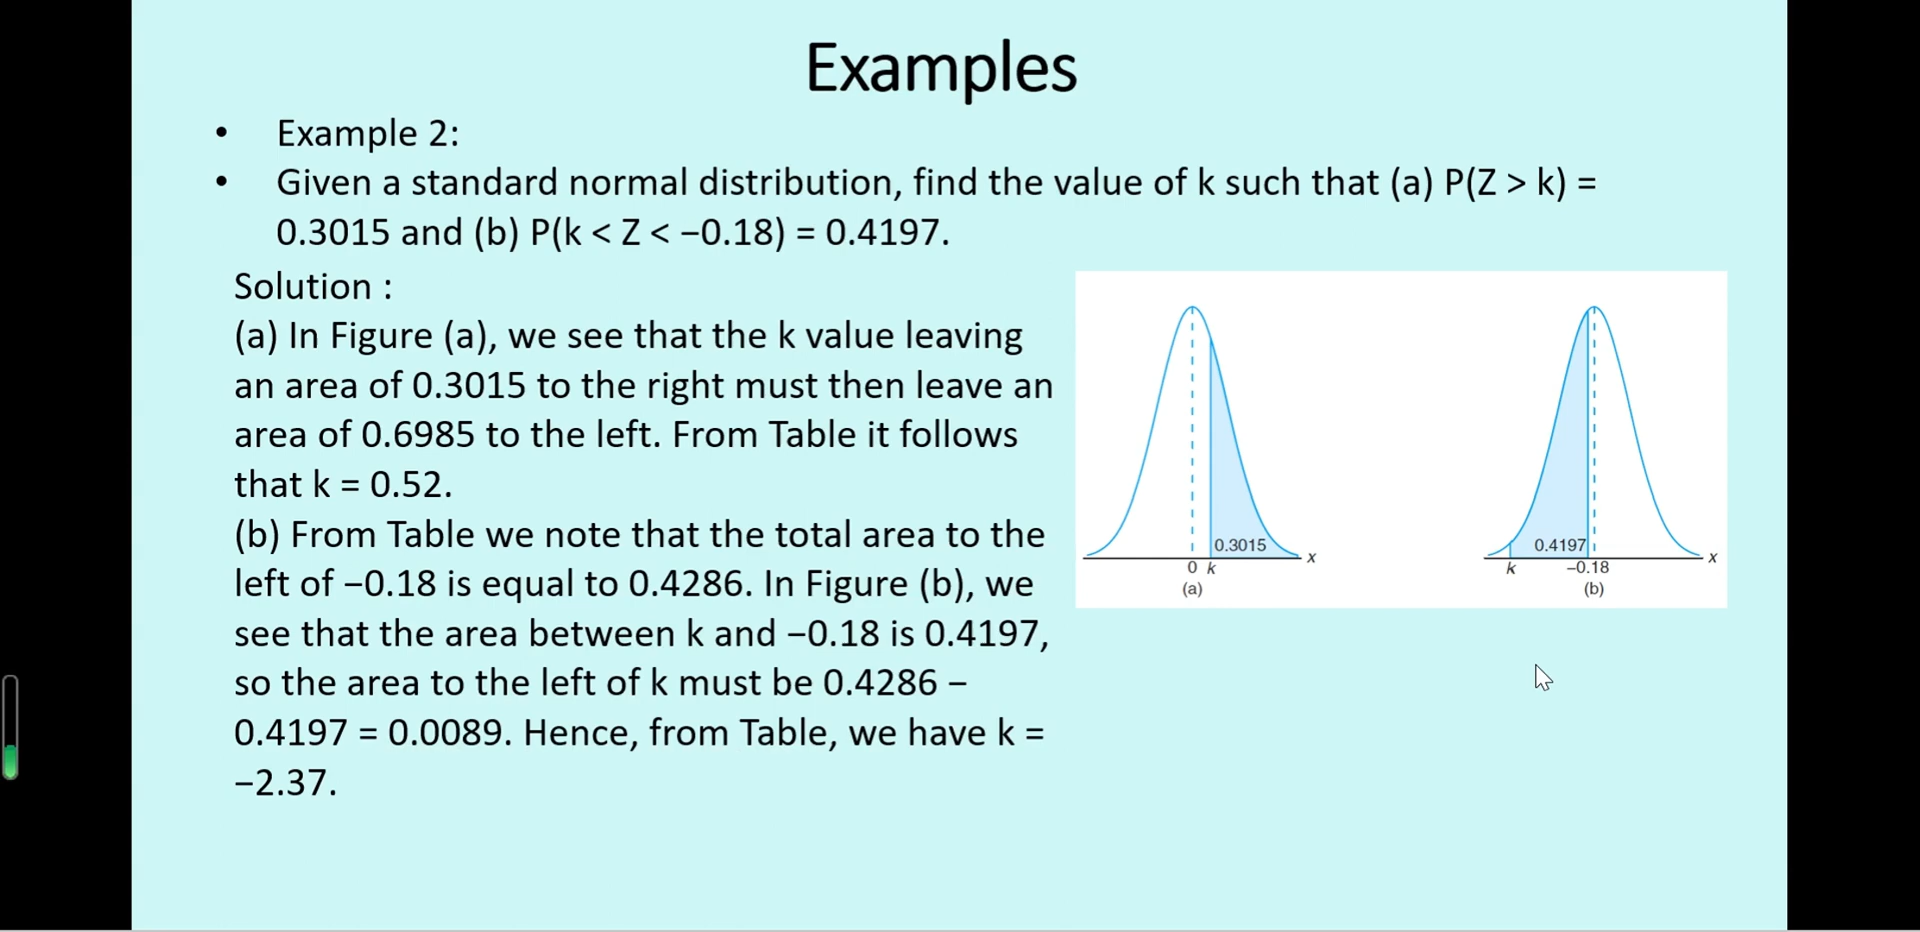 Examples
• Example 2:
• Given a standard normal distribution, find the value of k such that (a) P(Z > k) =
0.3015 and (b) P(k < Z < −0.18) = 0.4197.
Solution :
(a) In Figure (a), we see that the k value leaving
an area of 0.3015 to the right must then leave an
area of 0.6985 to the left. From Table it follows
that k = 0.52.
(b) From Table we note that the total area to the
left of −0.18 is equal to 0.4286. In Figure (b), we
see that the area between k and −0.18 is 0.4197,
so the area to the left of k must be 0.4286 −
0.4197 = 0.0089. Hence, from Table, we have k =
−2.37.
0.3015
x
0 k
(a)
0.4197
x
k −0.18
(b)